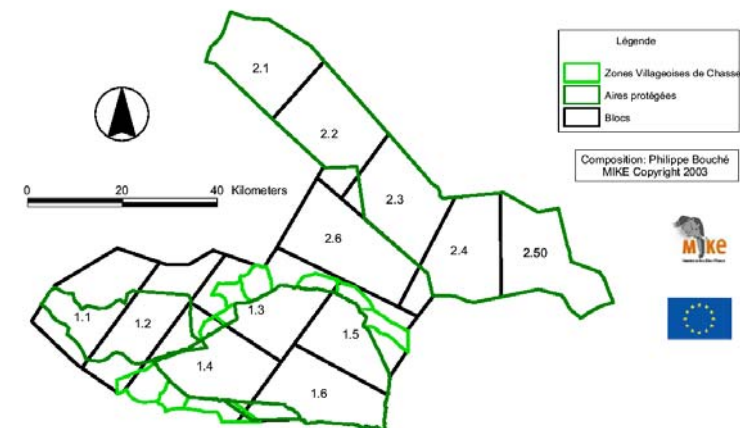 2.1
2.2
2.3
2.4
2.50
2.6
1.1
1.2
1.3
1.4
1.5
1.6
0 20 40 Kilometers
Légende
Zones Villageoises de Chasse
Aires protégées
Blocs
Composition: Philippe Bouché
MIKE Copyright 2003
MIKE